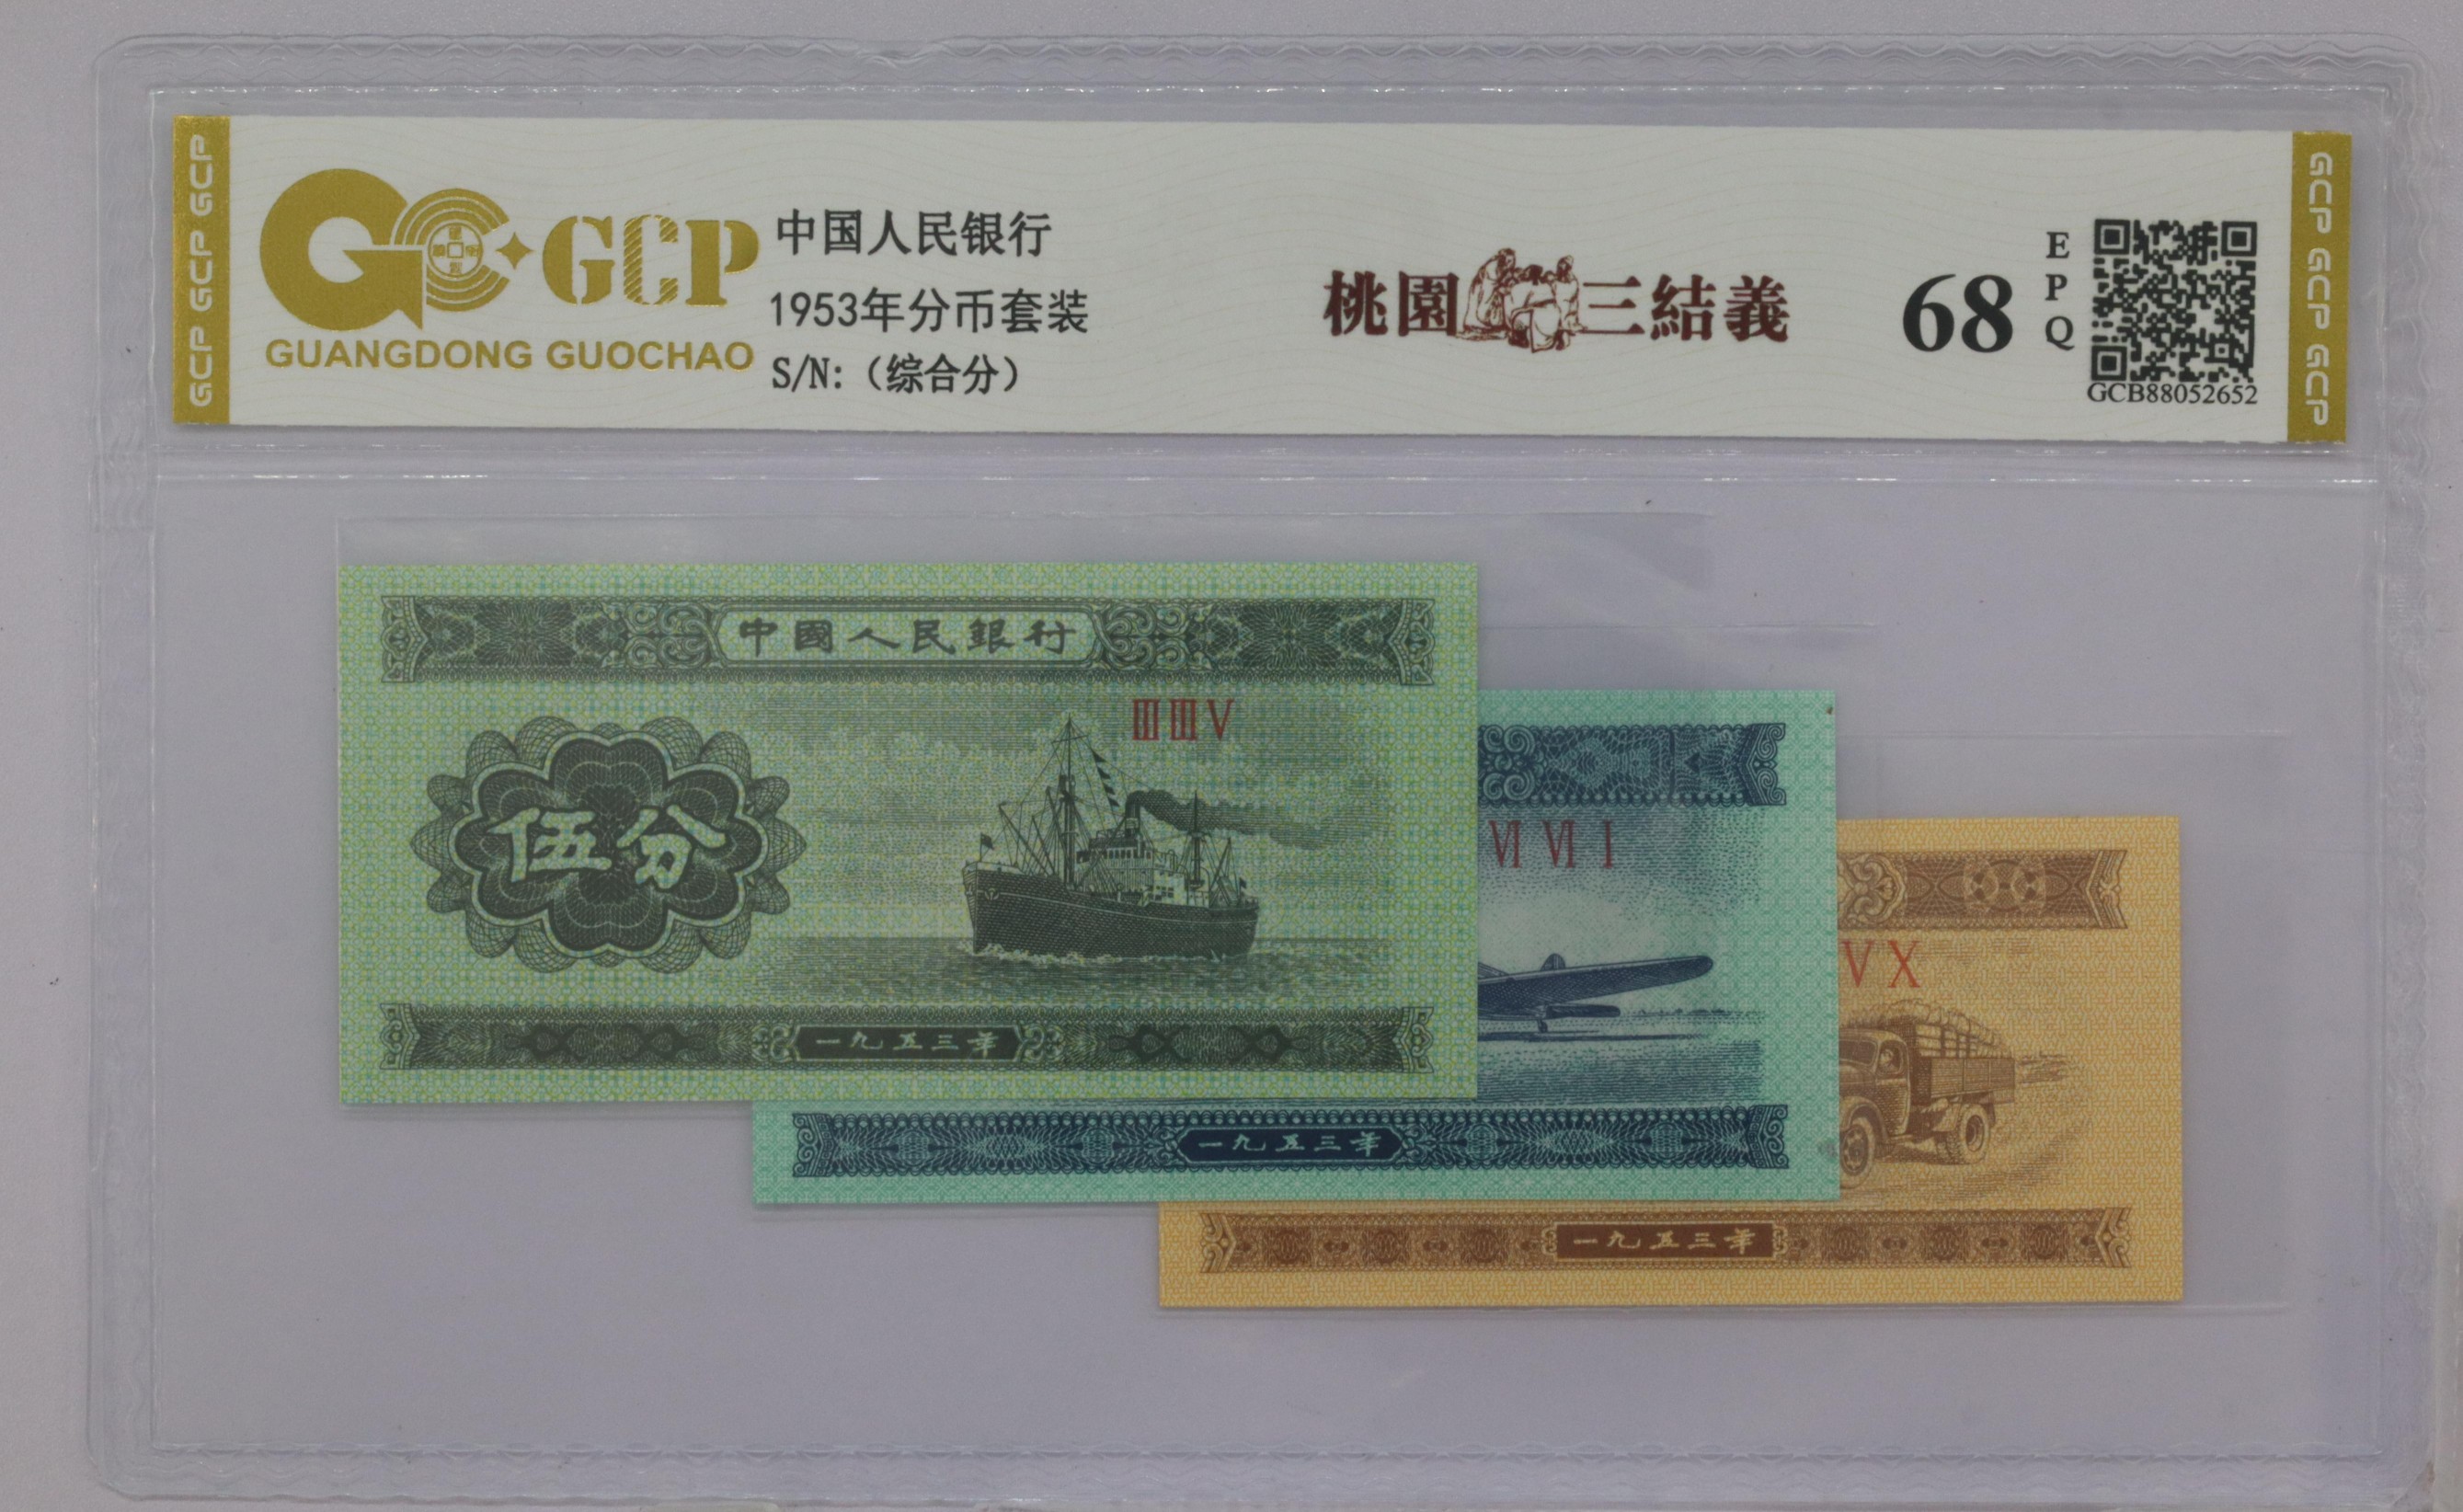 GCP GCP GCP
GCP
GUANGDONG GUOCHAO
中国人民银行
1953年分币套装
S/N:（综合分）
桃園三結義
68
EPQ
GCB88052652
GCP GCP GCP
中國人民銀行
ⅢⅢⅤ
伍分
一九五三年
Ⅵ Ⅵ Ⅰ
一九五三年
Ⅴ Ⅹ
一九五三年